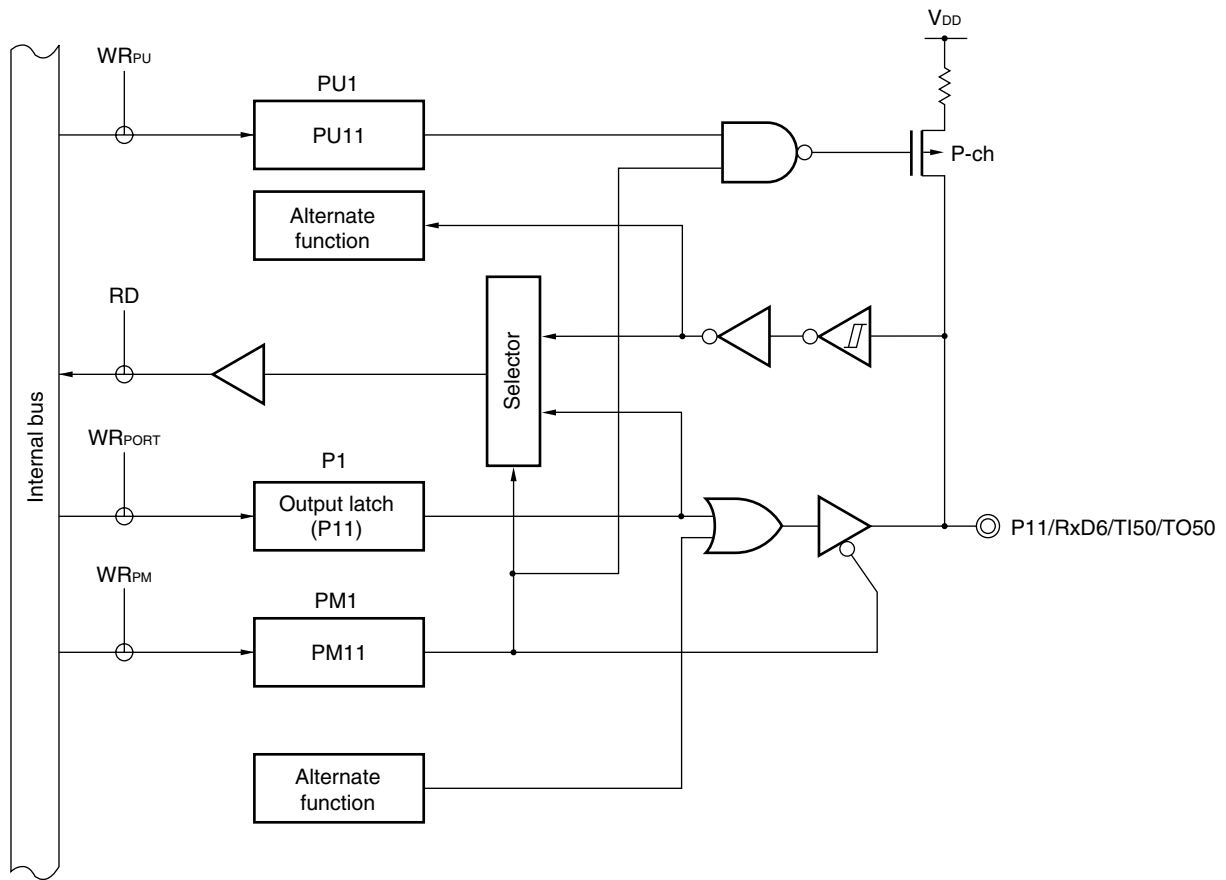 VDD
WRPU
PU1
PU11
P-ch
Alternate
function
RD
Selector
Internal bus
WRPORT
P1
Output latch
(P11)
P11/RxD6/TI50/TO50
WRPM
PM1
PM11
Alternate
function